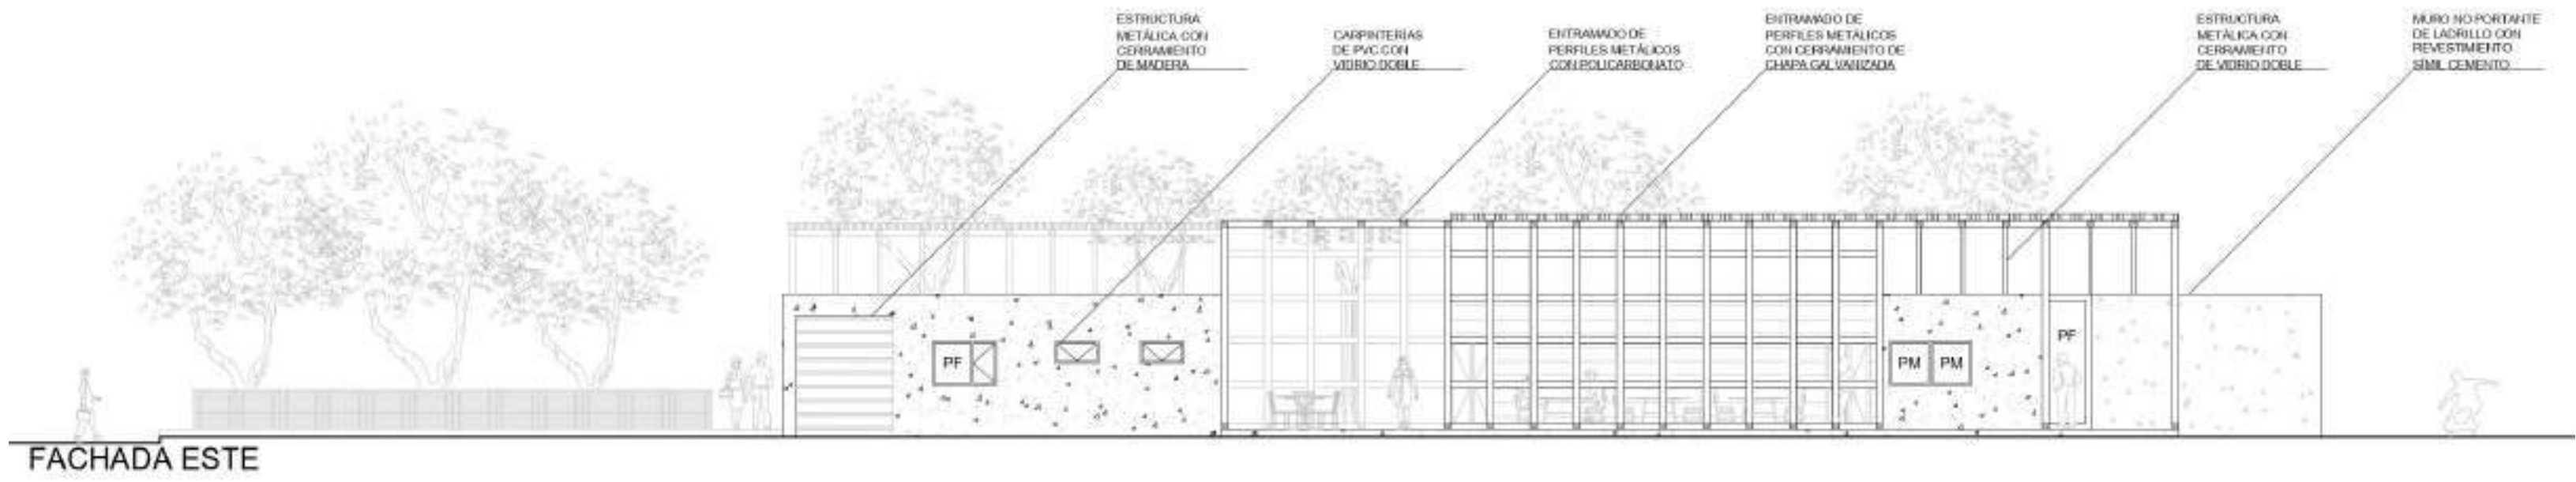 ESTRUCTURA
METÁLICA CON
CERRAMIENTO
DE MADERA
CARPINTERÍAS
DE PVC CON
VIDRIO DOBLE
ENTRAMADO DE
PERFILES METÁLICOS
CON POLICARBONATO
ENTRAMADO DE
PERFILES METÁLICOS
CON CERRAMIENTO DE
CHAPA GALVANIZADA
ESTRUCTURA
METÁLICA CON
CERRAMIENTO
DE VIDRIO DOBLE
MURO NO PORTANTE
DE LADRILLO CON
REVESTIMIENTO
SÍMIL CEMENTO
PF
PM PM
PF
FACHADA ESTE